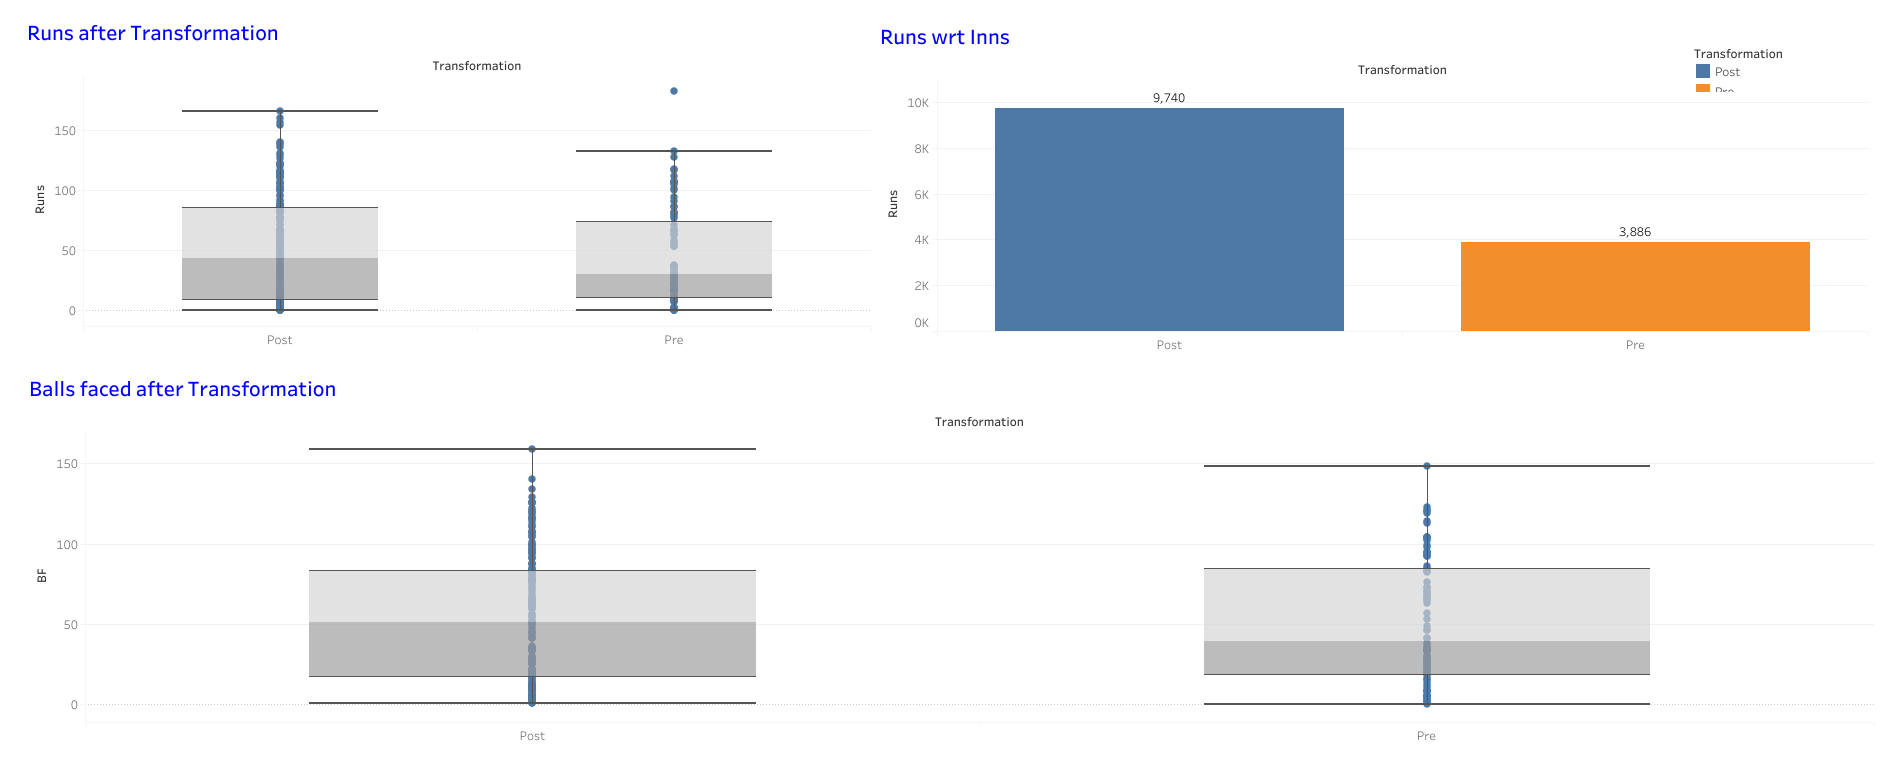 Runs after Transformation
Transformation
Runs
150
100
50
0
Post
Pre
Runs wrt Inns
Transformation
Transformation
Post
Pre
10K
8K
6K
4K
2K
0K
Runs
9,740
3,886
Post
Pre
Balls faced after Transformation
Transformation
BF
150
100
50
0
Post
Pre